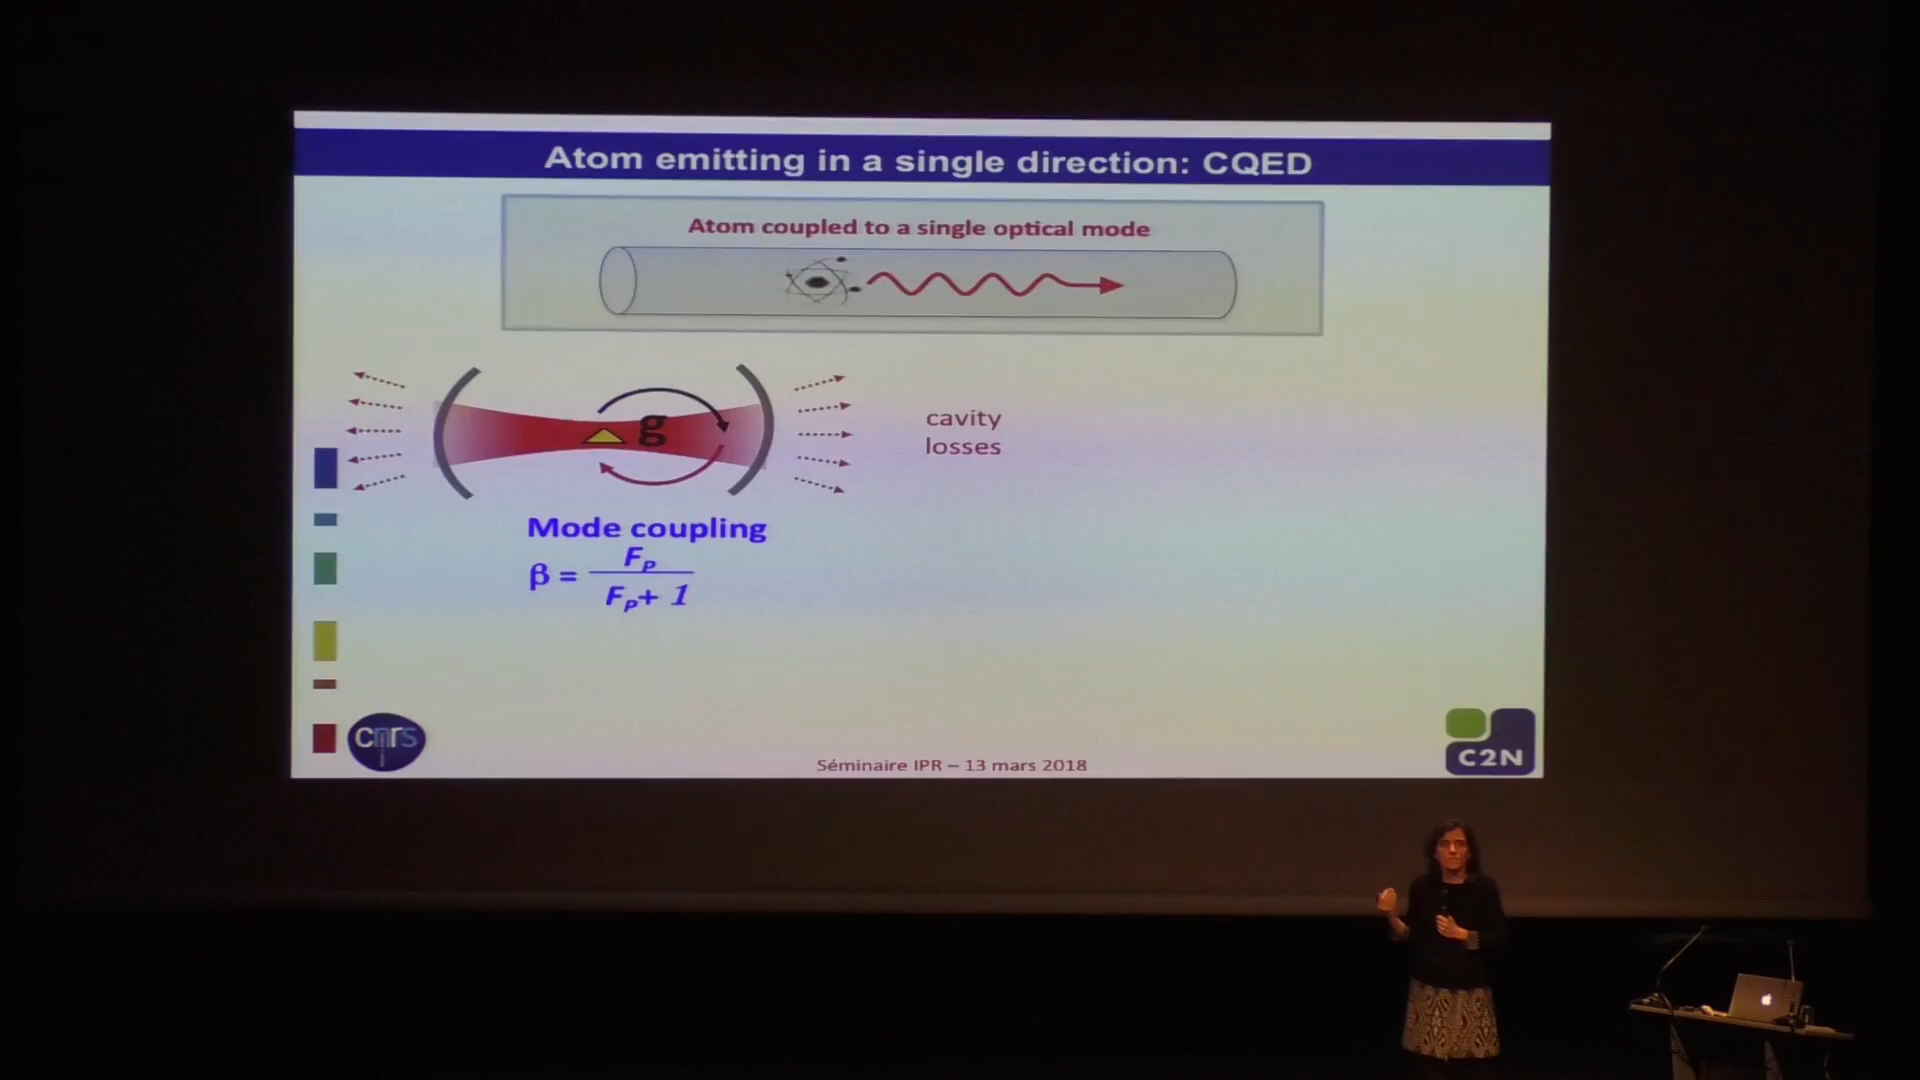 Atom emitting in a single direction: CQED
Atom coupled to a single optical mode
g
cavity
losses
Mode coupling
β = F_P / F_P + 1
cnrs
Séminaire IPR – 13 mars 2018
C2N